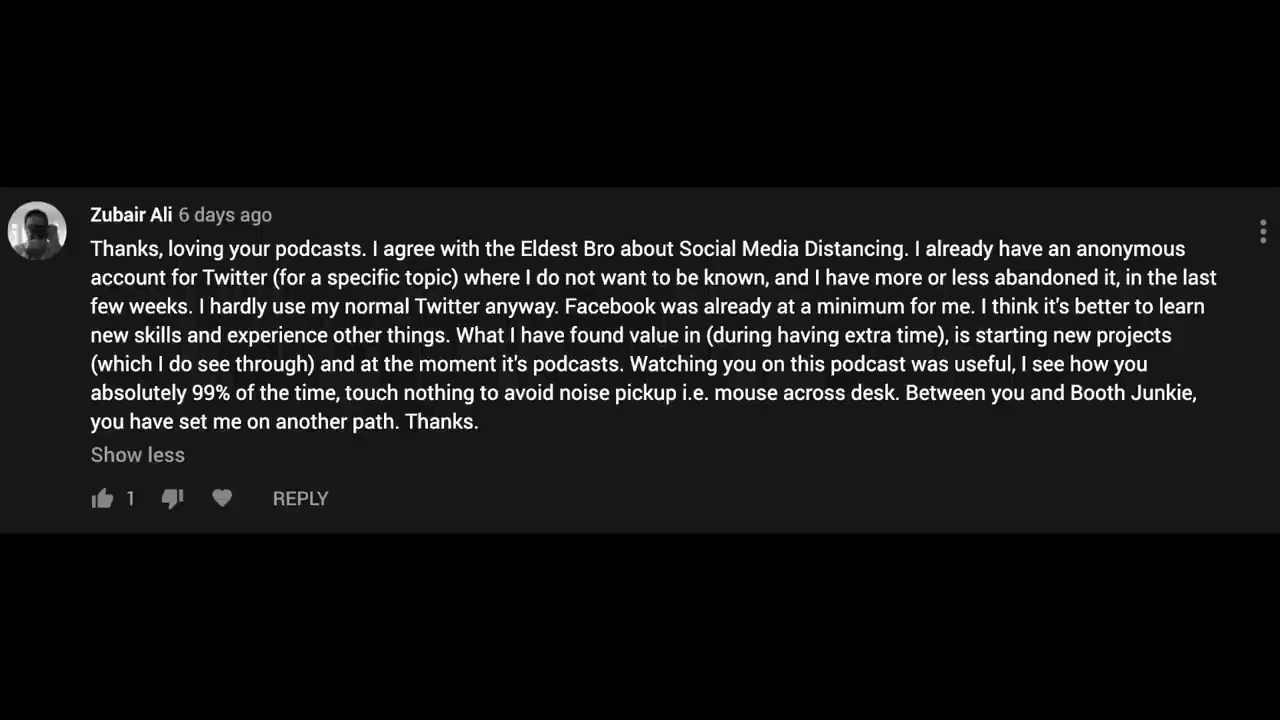 Zubair Ali 6 days ago
Thanks, loving your podcasts. I agree with the Eldest Bro about Social Media Distancing. I already have an anonymous
account for Twitter (for a specific topic) where I do not want to be known, and I have more or less abandoned it, in the last
few weeks. I hardly use my normal Twitter anyway. Facebook was already at a minimum for me. I think it's better to learn
new skills and experience other things. What I have found value in (during having extra time), is starting new projects
(which I do see through) and at the moment it's podcasts. Watching you on this podcast was useful, I see how you
absolutely 99% of the time, touch nothing to avoid noise pickup i.e. mouse across desk. Between you and Booth Junkie,
you have set me on another path. Thanks.
Show less
1 REPLY